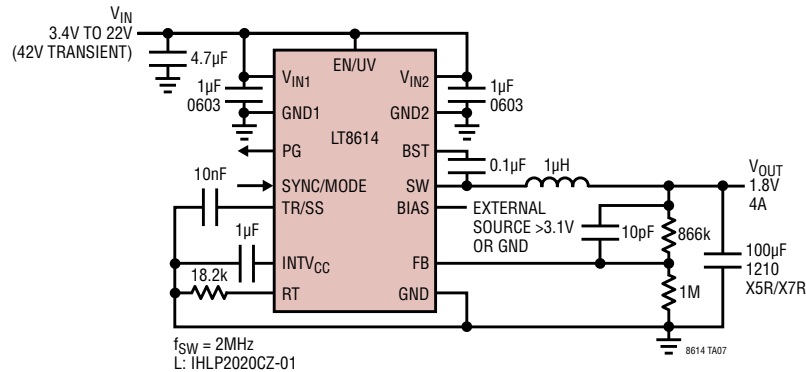 VIN
3.4V TO 22V
(42V TRANSIENT)
4.7µF
EN/UV
VIN1
VIN2
1µF
0603
1µF
0603
GND1
GND2
LT8614
PG
BST
10nF
0.1µF
1µH
VOUT
1.8V
4A
SYNC/MODE
SW
TR/SS
BIAS
EXTERNAL
SOURCE >3.1V
OR GND
10pF
866k
1µF
100µF
1210
X5R/X7R
INTVCC
FB
18.2k
RT
GND
1M
fSW = 2MHz
L: IHLP2020CZ-01
8614 TA07